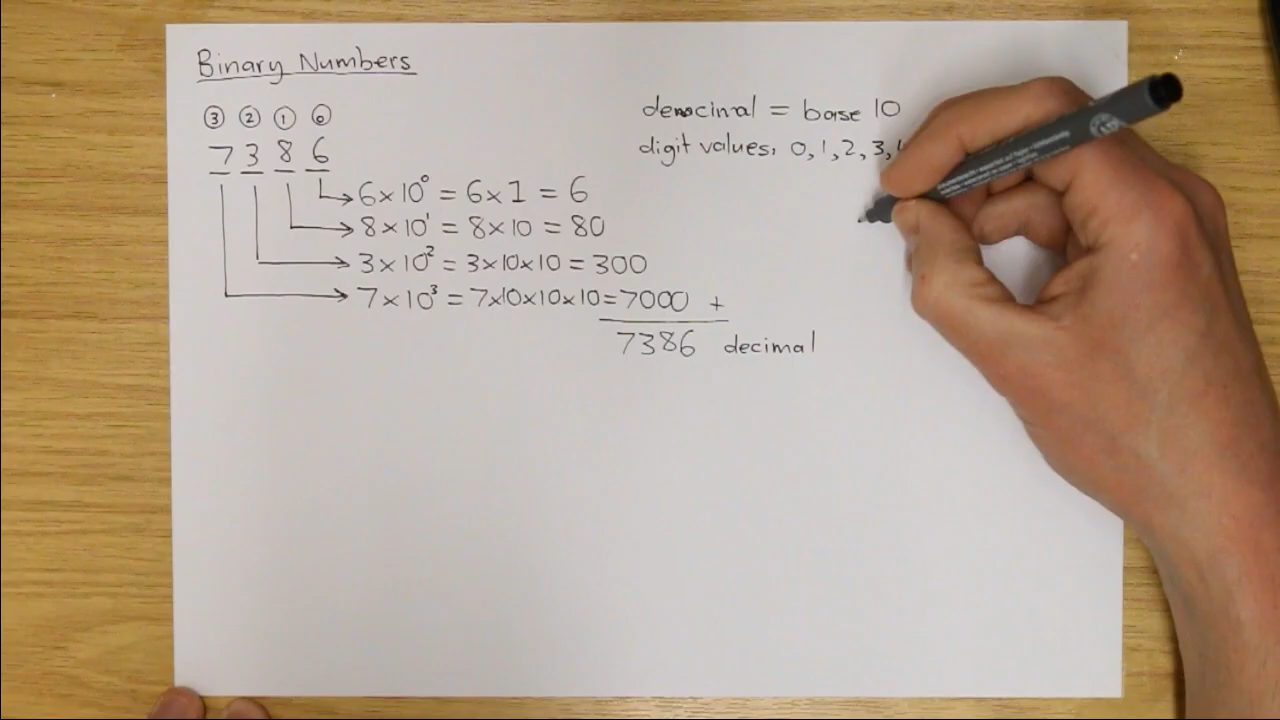 Binary Numbers
③ ② ① ⓪
7 3 8 6
6×10⁰ = 6×1 = 6
8×10¹ = 8×10 = 80
3×10² = 3×10×10 = 300
7×10³ = 7×10×10×10=7000 +
7386 decimal
denocimal = base 10
digit values, 0, 1, 2, 3,